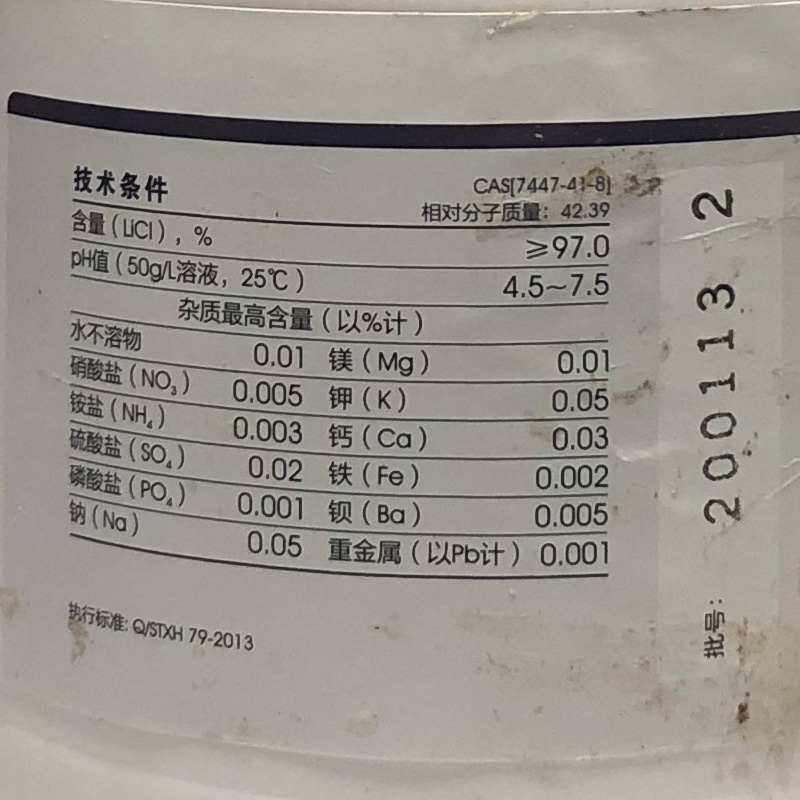 技术条件
CAS[7447-41-8]
相对分子质量：42.39
含量（LiCl），% ≥97.0
pH值（50g/L溶液，25℃） 4.5~7.5
杂质最高含量（以%计）
水不溶物 0.01 镁（Mg） 0.01
硝酸盐（NO₃） 0.005 钾（K） 0.05
铵盐（NH₄） 0.003 钙（Ca） 0.03
硫酸盐（SO₄） 0.02 铁（Fe） 0.002
磷酸盐（PO₄） 0.001 钡（Ba） 0.005
钠（Na） 0.05 重金属（以Pb计） 0.001
执行标准: Q/STXH 79-2013
批号： 200113 2